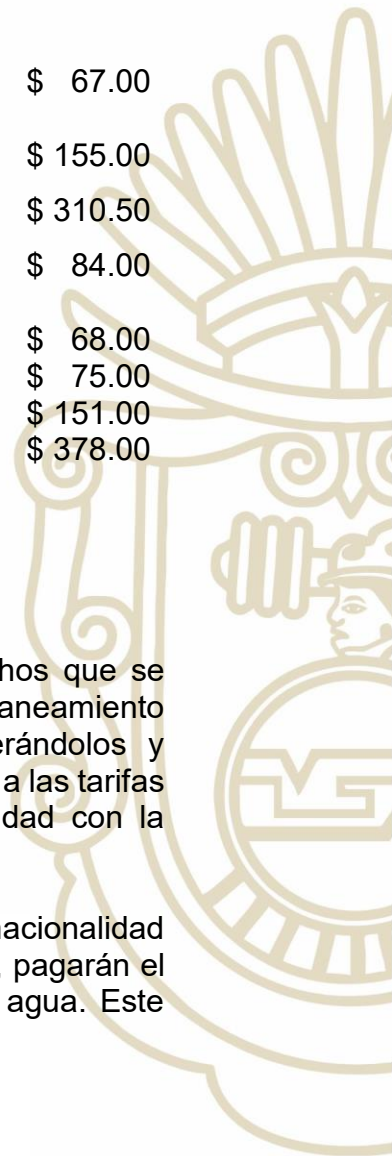 $ 67.00
$ 155.00
$ 310.50
$ 84.00
$ 68.00
$ 75.00
$ 151.00
$ 378.00
hos que se
aneamiento
erándolos y
a las tarifas
dad con la
nacionalidad
pagarán el
agua. Este